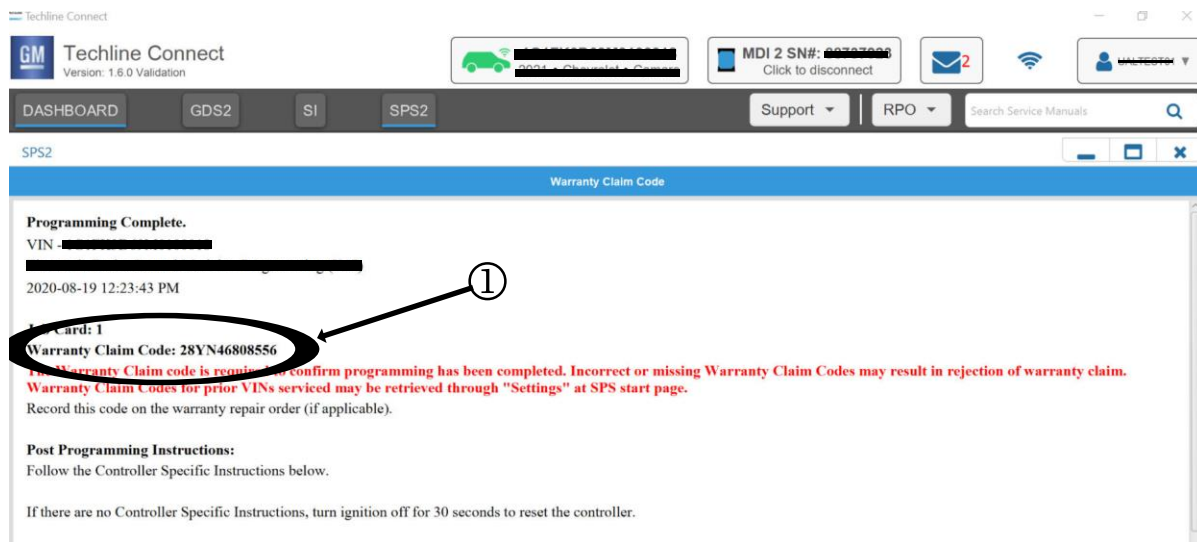 Techline Connect
GM
Techline Connect
Version: 1.6.0 Validation
2021 • Chevrolet • Camaro
MDI 2 SN#:
Click to disconnect
2
DASHBOARD GDS2 SI SPS2 Support RPO Search Service Manuals
SPS2
Warranty Claim Code
Programming Complete.
VIN -
2020-08-19 12:23:43 PM
①
Card: 1
Warranty Claim Code: 28YN46808556
The Warranty Claim code is required to confirm programming has been completed. Incorrect or missing Warranty Claim Codes may result in rejection of warranty claim.
Warranty Claim Codes for prior VINs serviced may be retrieved through "Settings" at SPS start page.
Record this code on the warranty repair order (if applicable).
Post Programming Instructions:
Follow the Controller Specific Instructions below.
If there are no Controller Specific Instructions, turn ignition off for 30 seconds to reset the controller.